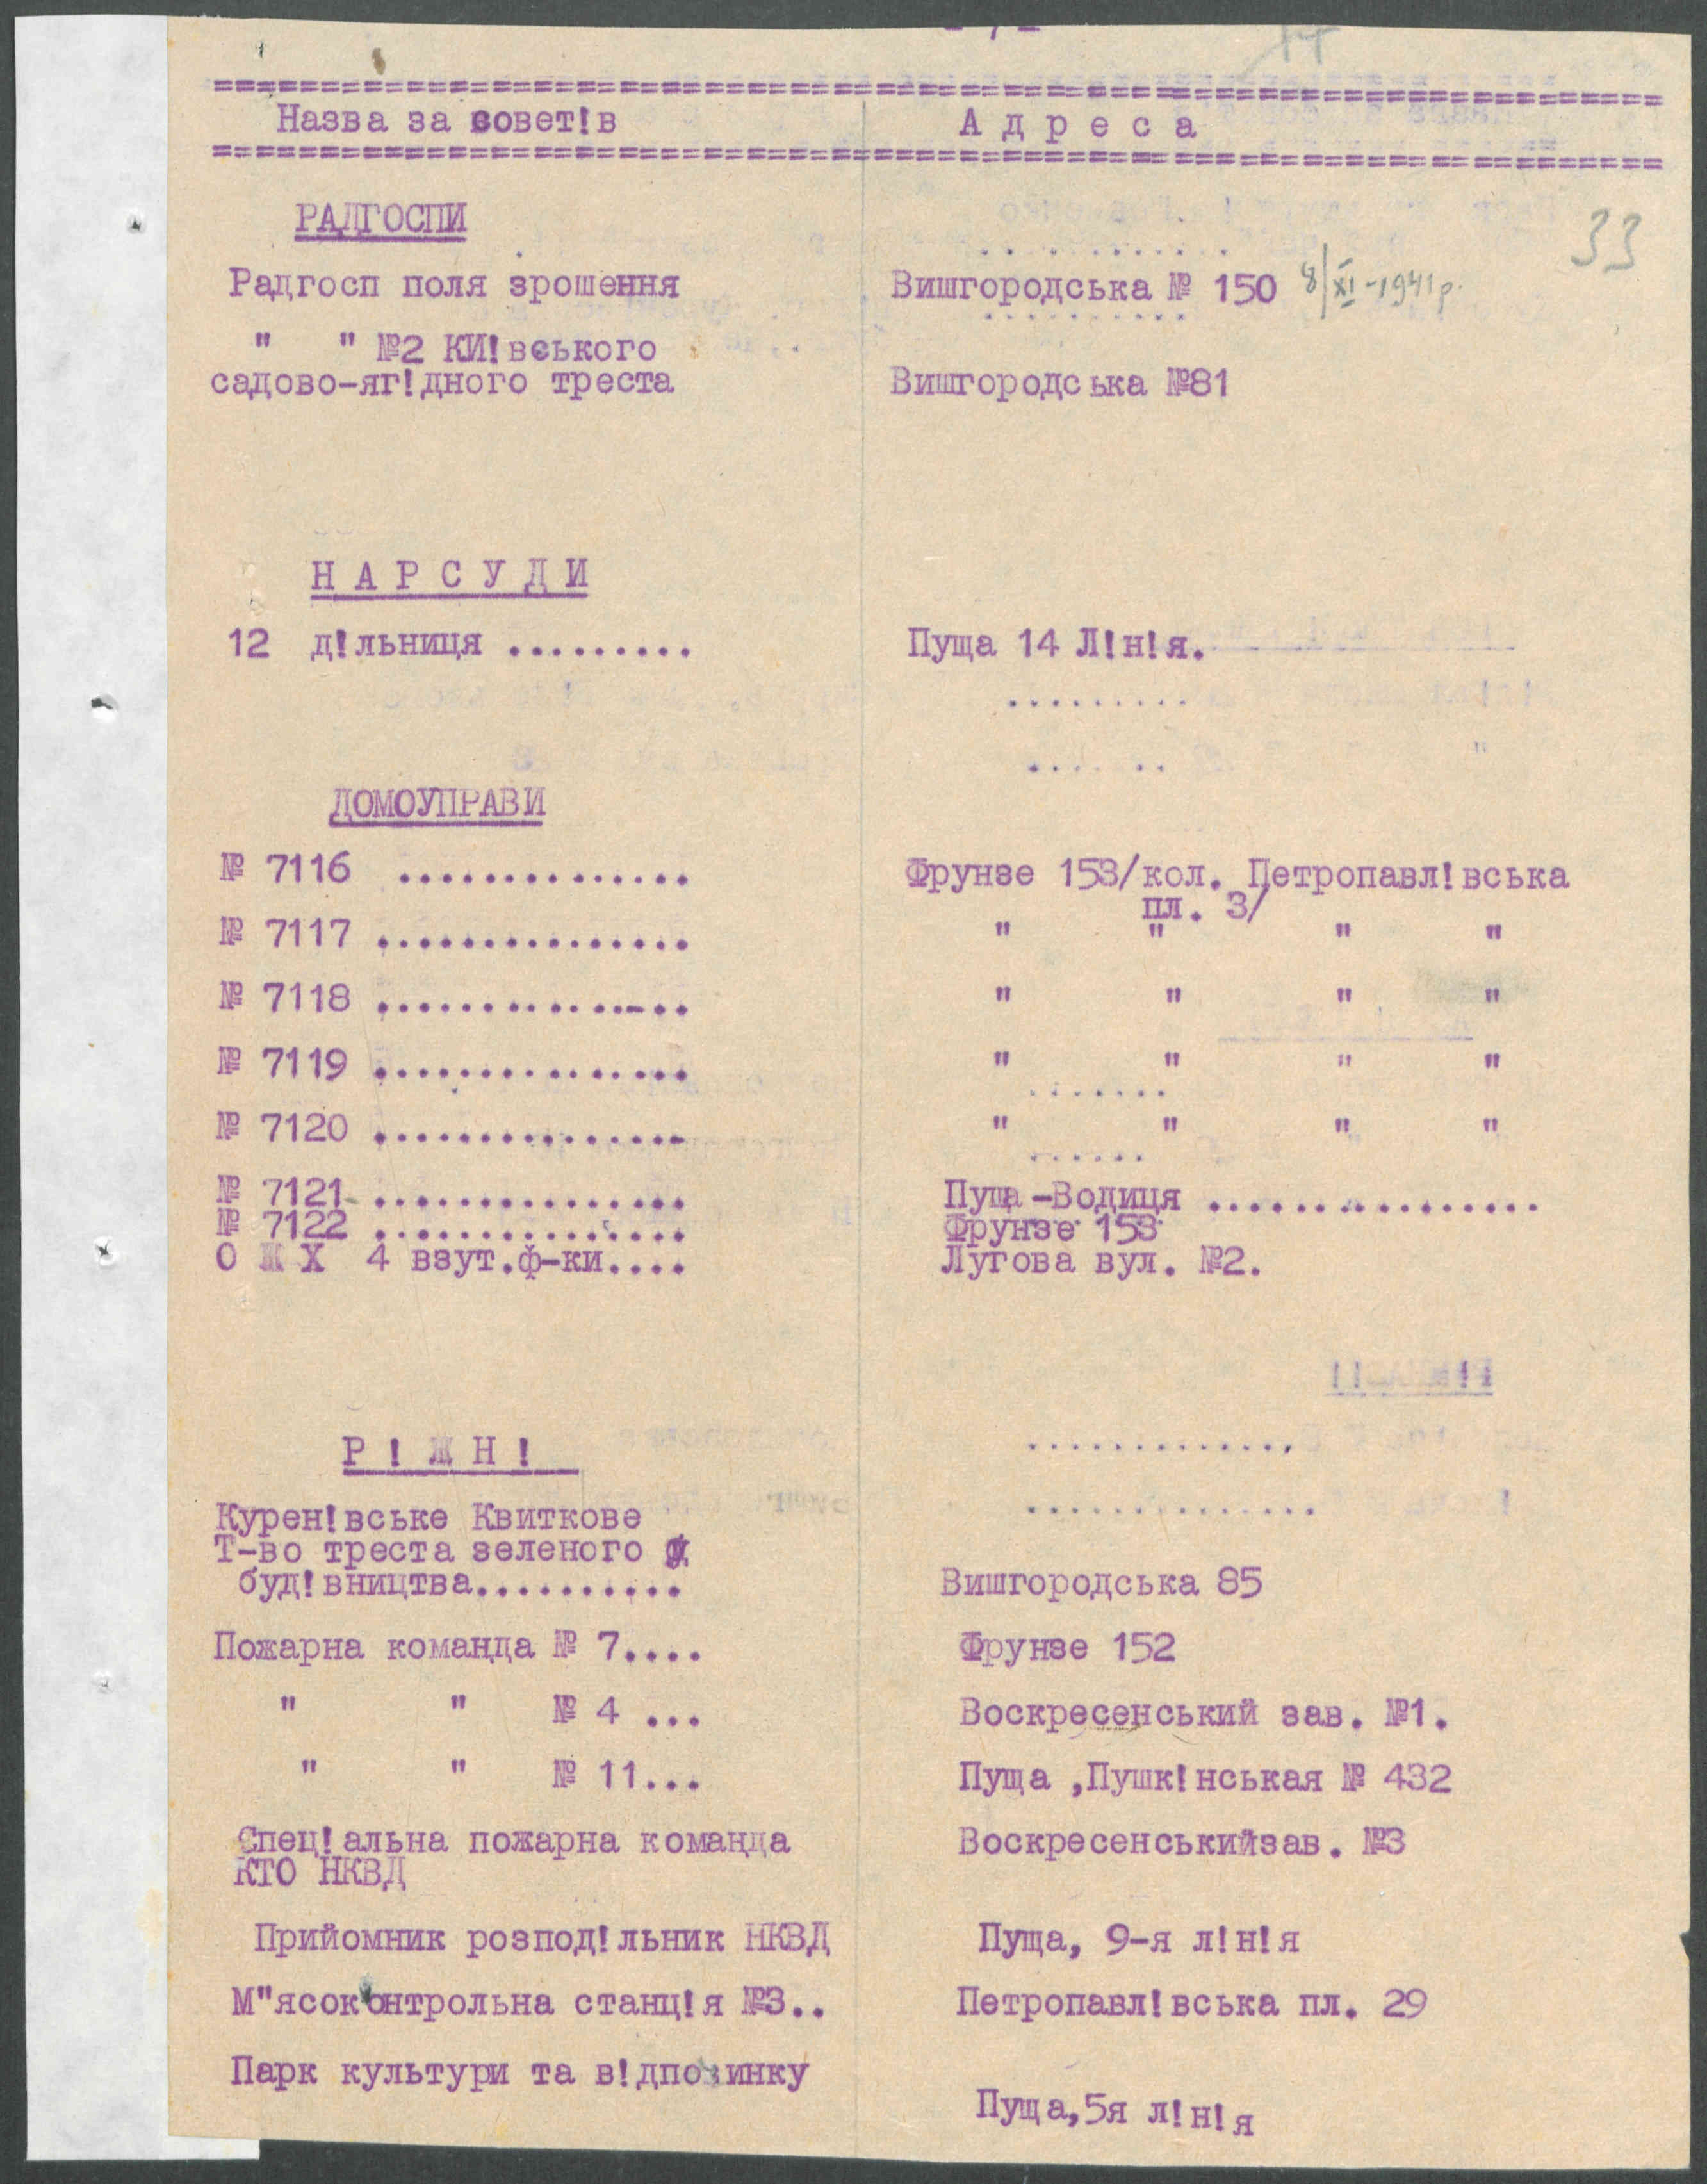 - 7 -
Назва за совет!в А д р е с а
РАДГОСПИ
33
Радгосп поля зрошення Вишгородська № 150 8/XI-1941р.
" " №2 КИ!вського
садово-яг!дного треста Вишгородська №81
Н А Р С У Д И
12 д!льниця ......... Пуща 14 Л!н!я.
ДОМОУПРАВИ
№ 7116 .............. Фрунзе 153/кол. Петропавл!вська
пл. 3/
№ 7117 ............... " " " "
№ 7118 ............... " " " "
№ 7119 ............... " " " "
№ 7120 ............... " " " "
№ 7121 ............... Пуща-Водиця ................
№ 7122 ............... Фрунзе 153
О Ж Х 4 взут.ф-ки.... Лугова вул. №2.
Р ! Ж Н !
Курен!вське Квиткове
Т-во треста зеленого
буд!вництва.......... Вишгородська 85
Пожарна команда № 7.... Фрунзе 152
" " № 4 ... Воскресенський зав. №1.
" " № 11... Пуща ,Пушк!нськая № 432
Спец!альна пожарна команда Воскресенськийзав. №3
КТО НКВД
Прийомник розпод!льник НКВД Пуща, 9-я л!н!я
М"ясоконтрольна станц!я №3.. Петропавл!вська пл. 29
Парк культури та в!дпочинку
Пуща,5я л!н!я